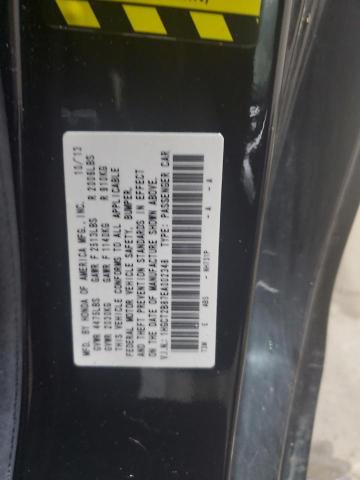 MFD. BY HONDA OF AMERICA MFG., INC. 10/13
GVWR 4475LBS GAWR F 2513LBS R 2006LBS
GVWR 2030KG GAWR F 1140KG R 910KG
THIS VEHICLE CONFORMS TO ALL APPLICABLE
FEDERAL MOTOR VEHICLE SAFETY, BUMPER,
AND THEFT PREVENTION STANDARDS IN EFFECT
ON THE DATE OF MANUFACTURE SHOWN ABOVE.
V.I.N.: TYPE: PASSENGER CAR
ABS NH731P A - A